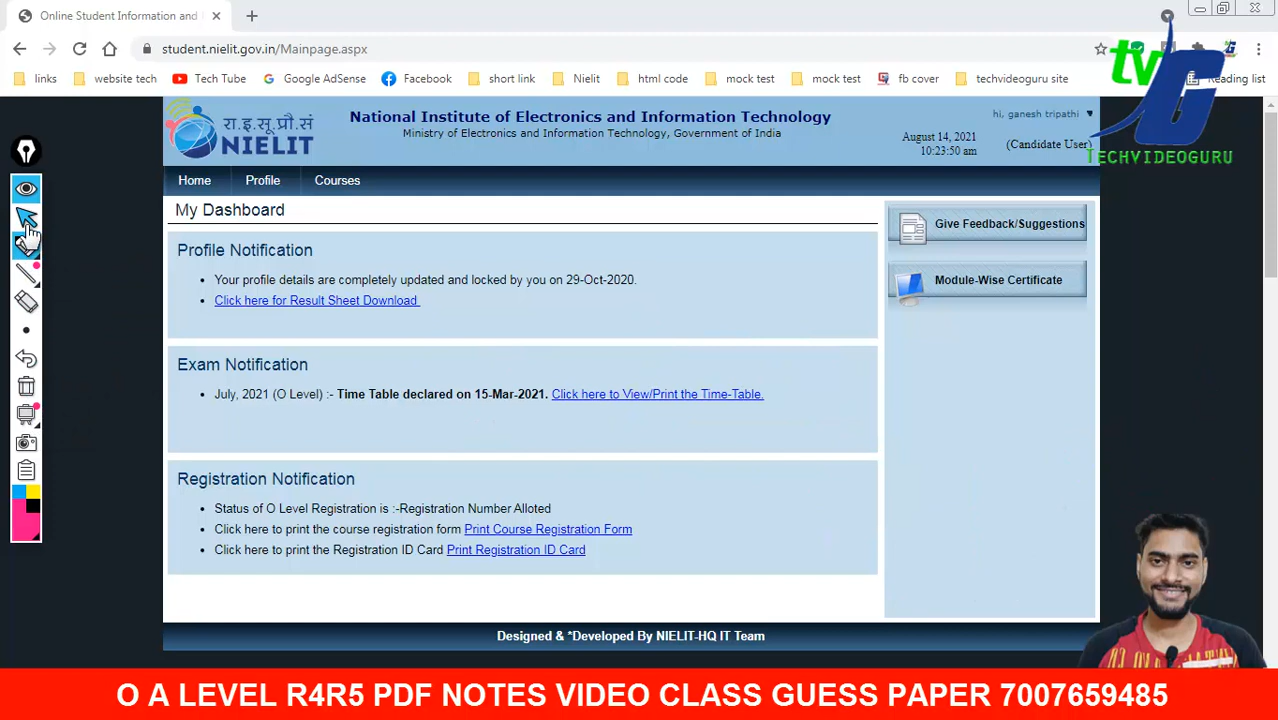 Online Student Information and
student.nielit.gov.in/Mainpage.aspx
links website tech Tech Tube Google AdSense Facebook short link Nielit html code mock test mock test fb cover techvideoguru site Reading list
tv G
TECHVIDEOGURU
रा.इ.सू.प्रौ.सं
NIELIT
National Institute of Electronics and Information Technology
Ministry of Electronics and Information Technology, Government of India
hi, ganesh tripathi
August 14, 2021
10:23:50 am
(Candidate User)
Home Profile Courses
My Dashboard
Profile Notification
Your profile details are completely updated and locked by you on 29-Oct-2020.
Click here for Result Sheet Download.
Exam Notification
July, 2021 (O Level) :- Time Table declared on 15-Mar-2021. Click here to View/Print the Time-Table.
Registration Notification
Status of O Level Registration is :-Registration Number Alloted
Click here to print the course registration form Print Course Registration Form
Click here to print the Registration ID Card Print Registration ID Card
Give Feedback/Suggestions
Module-Wise Certificate
Designed & *Developed By NIELIT-HQ IT Team
O A LEVEL R4R5 PDF NOTES VIDEO CLASS GUESS PAPER 7007659485